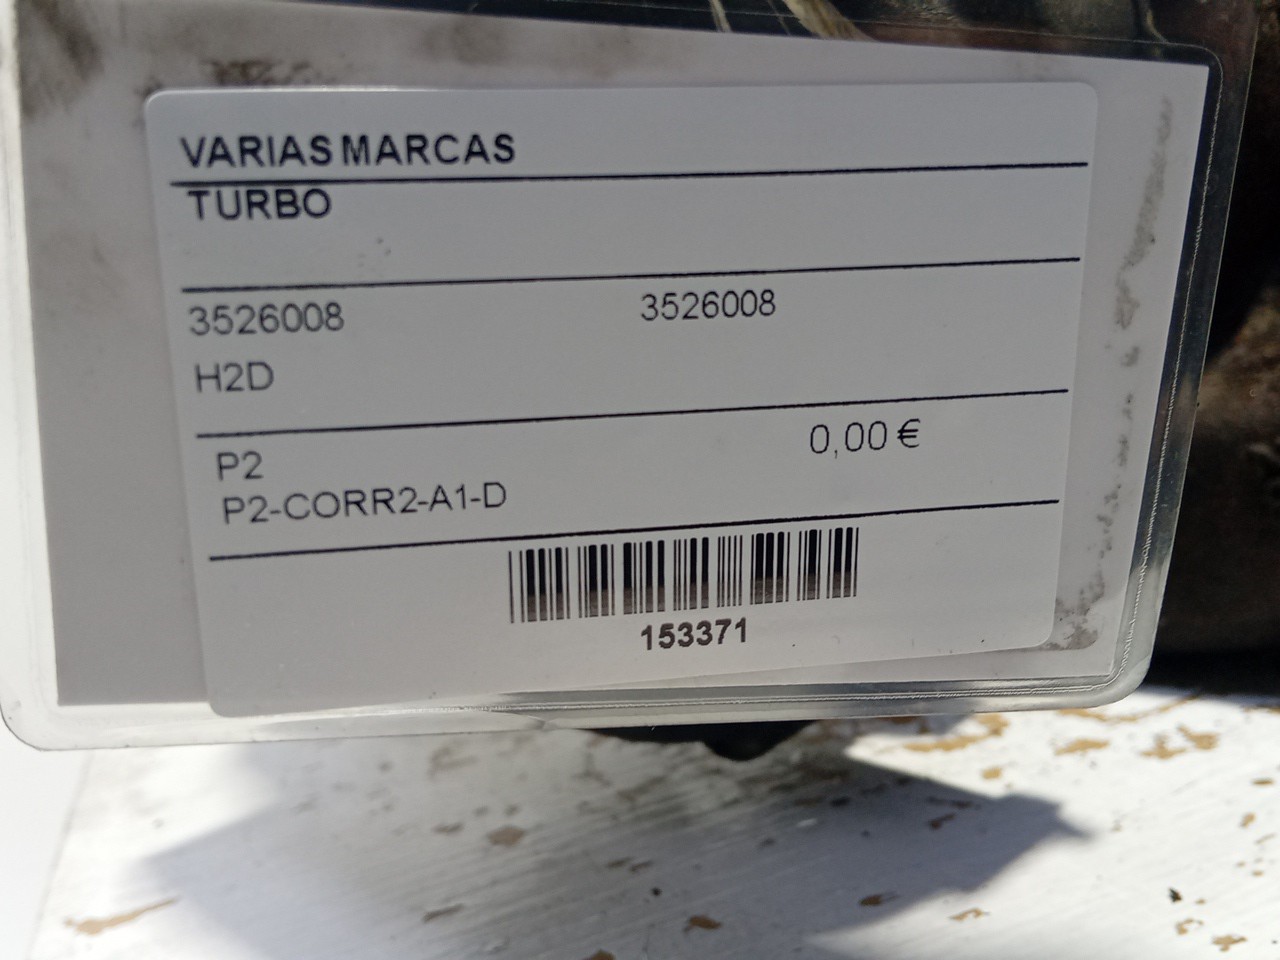 VARIAS MARCAS
TURBO
3526008 3526008
H2D
0,00 €
P2
P2-CORR2-A1-D
153371